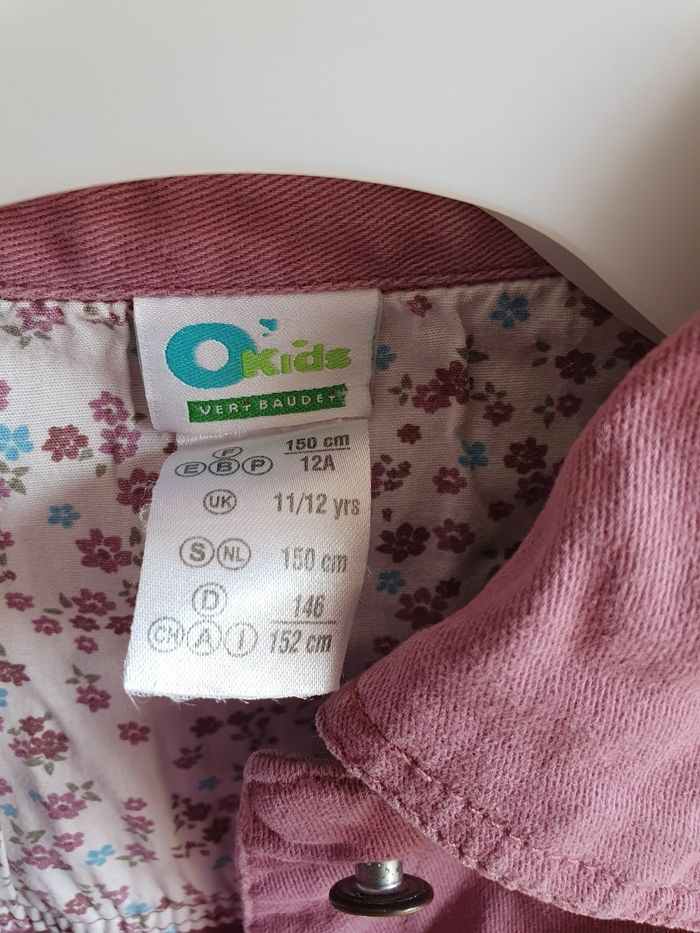 OKids
VERTBAUDET
F 150 cm
E B P 12A
UK 11/12 yrs
S NL 150 cm
D 146
CH A I 152 cm